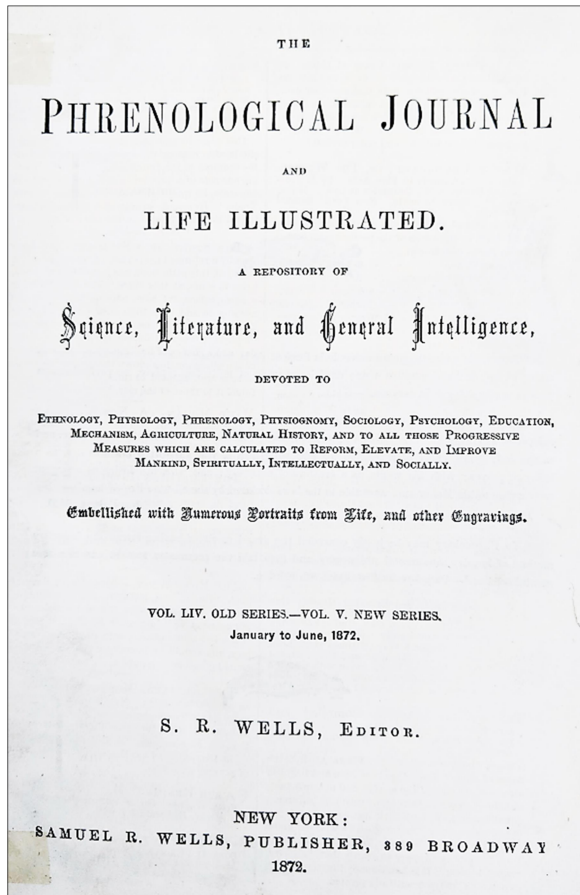 THE
PHRENOLOGICAL JOURNAL
AND
LIFE ILLUSTRATED.
A REPOSITORY OF
Science, Literature, and General Intelligence,
DEVOTED TO
ETHNOLOGY, PHYSIOLOGY, PHRENOLOGY, PHYSIOGNOMY, SOCIOLOGY, PSYCHOLOGY, EDUCATION,
MECHANISM, AGRICULTURE, NATURAL HISTORY, AND TO ALL THOSE PROGRESSIVE
MEASURES WHICH ARE CALCULATED TO REFORM, ELEVATE, AND IMPROVE
MANKIND, SPIRITUALLY, INTELLECTUALLY, AND SOCIALLY.
Embellished with Numerous Portraits from Life, and other Engravings.
VOL. LIV. OLD SERIES.—VOL. V. NEW SERIES.
January to June, 1872.
S. R. WELLS, EDITOR.
NEW YORK:
SAMUEL R. WELLS, PUBLISHER, 389 BROADWAY
1872.